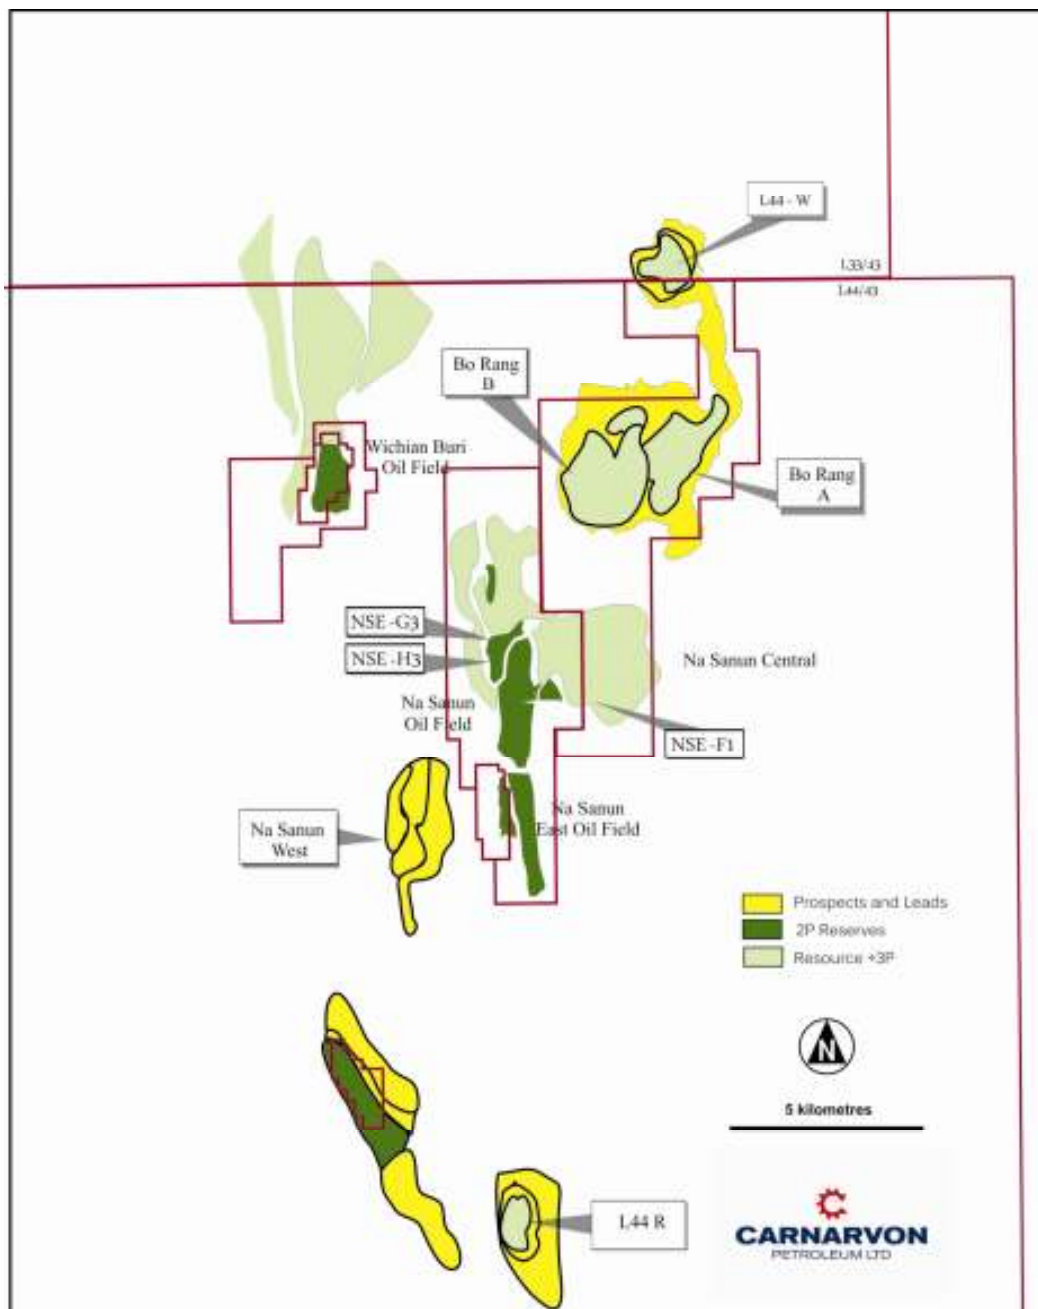 L44 - W
L33/43
L44/43
Bo Rang
B
Wichian Buri
Oil Field
Bo Rang
A
NSE -G3
NSE -H3
Na Sanun Central
Na Sanun
Oil Field
NSE -F1
Na Sanun
East Oil Field
Na Sanun
West
Prospects and Leads
2P Reserves
Resource +3P
N
5 kilometres
L44 R
CARNARVON
PETROLEUM LTD